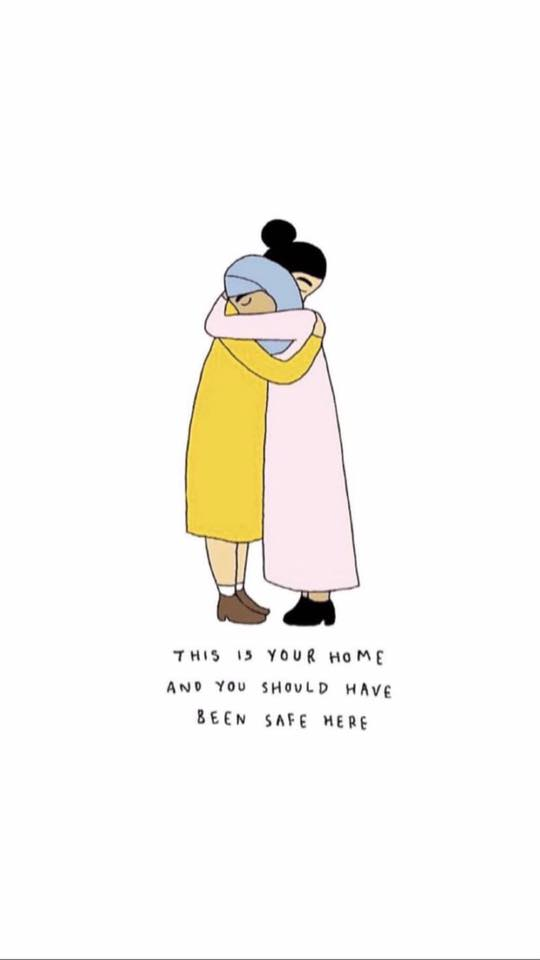 THIS IS YOUR HOME
AND YOU SHOULD HAVE
BEEN SAFE HERE